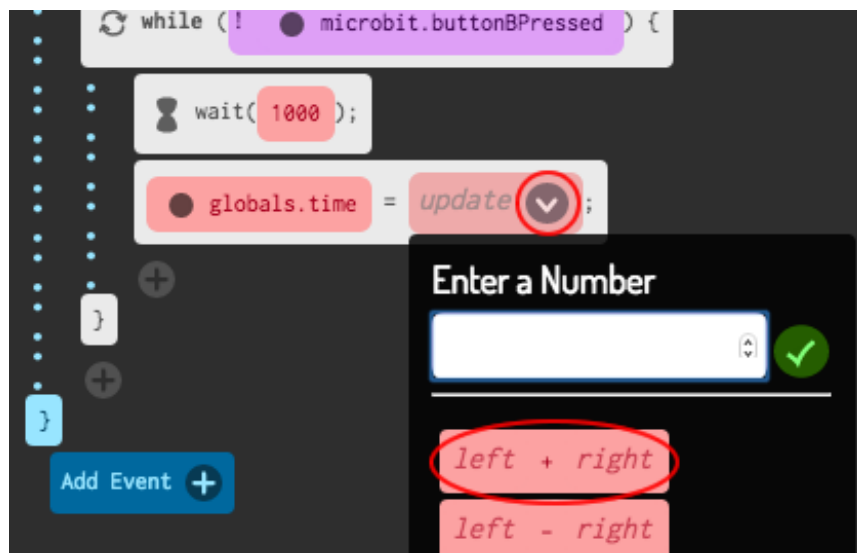 while (! microbit.buttonBPressed ) {
wait( 1000 );
globals.time = update ;
Enter a Number
}
left + right
}
Add Event +
left - right